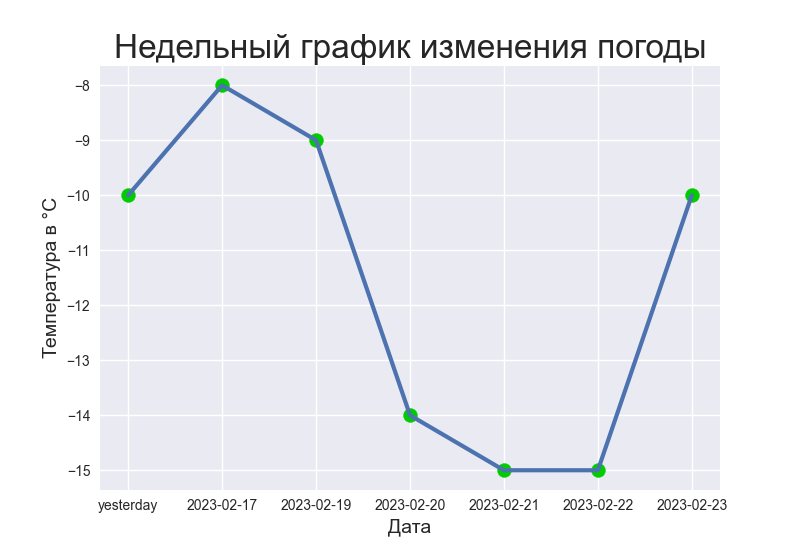 Недельный график изменения погоды
Температура в °C
−8
−9
−10
−11
−12
−13
−14
−15
yesterday 2023-02-17 2023-02-19 2023-02-20 2023-02-21 2023-02-22 2023-02-23
Дата